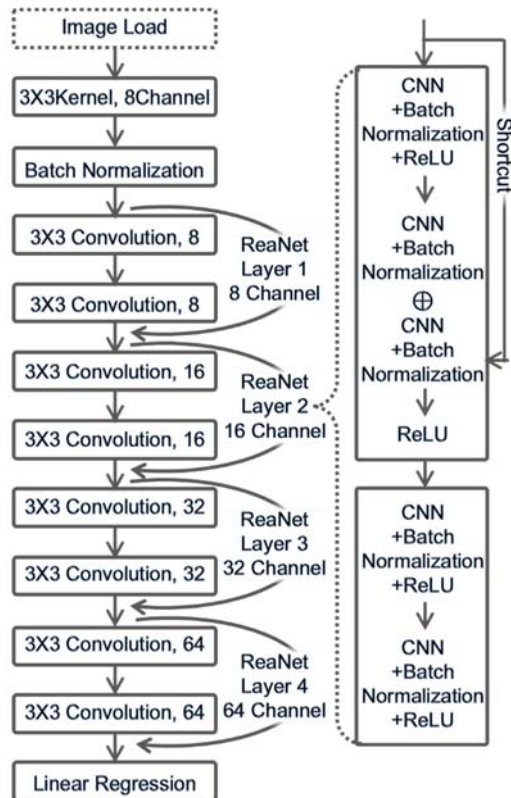 Image Load
3X3Kernel, 8Channel
Batch Normalization
3X3 Convolution, 8
3X3 Convolution, 8
3X3 Convolution, 16
3X3 Convolution, 16
3X3 Convolution, 32
3X3 Convolution, 32
3X3 Convolution, 64
3X3 Convolution, 64
Linear Regression
ReaNet
Layer 1
8 Channel
ReaNet
Layer 2
16 Channel
ReaNet
Layer 3
32 Channel
ReaNet
Layer 4
64 Channel
CNN
+Batch
Normalization
+ReLU
CNN
+Batch
Normalization
⊕
CNN
+Batch
Normalization
ReLU
Shortcut
CNN
+Batch
Normalization
+ReLU
CNN
+Batch
Normalization
+ReLU